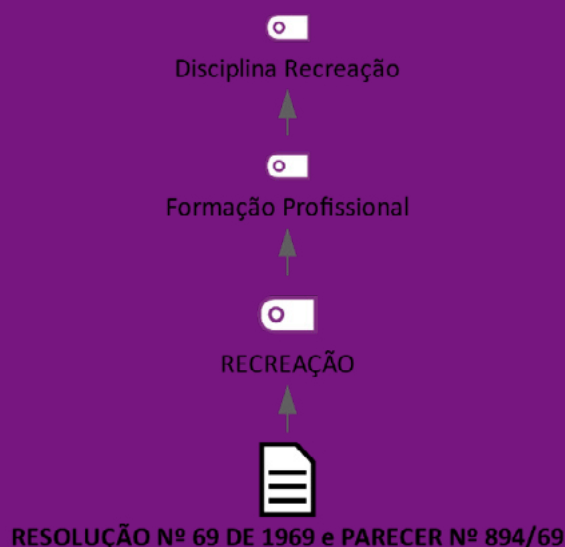 Disciplina Recreação
Formação Profissional
RECREAÇÃO
RESOLUÇÃO Nº 69 DE 1969 e PARECER Nº 894/69